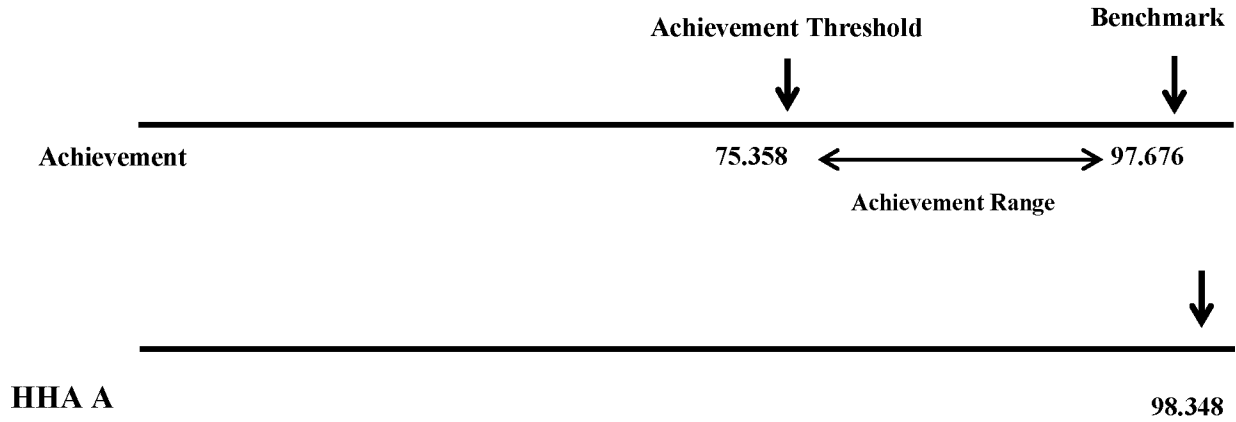 Benchmark
Achievement Threshold
Achievement
75.358
97.676
Achievement Range
HHA A
98.348